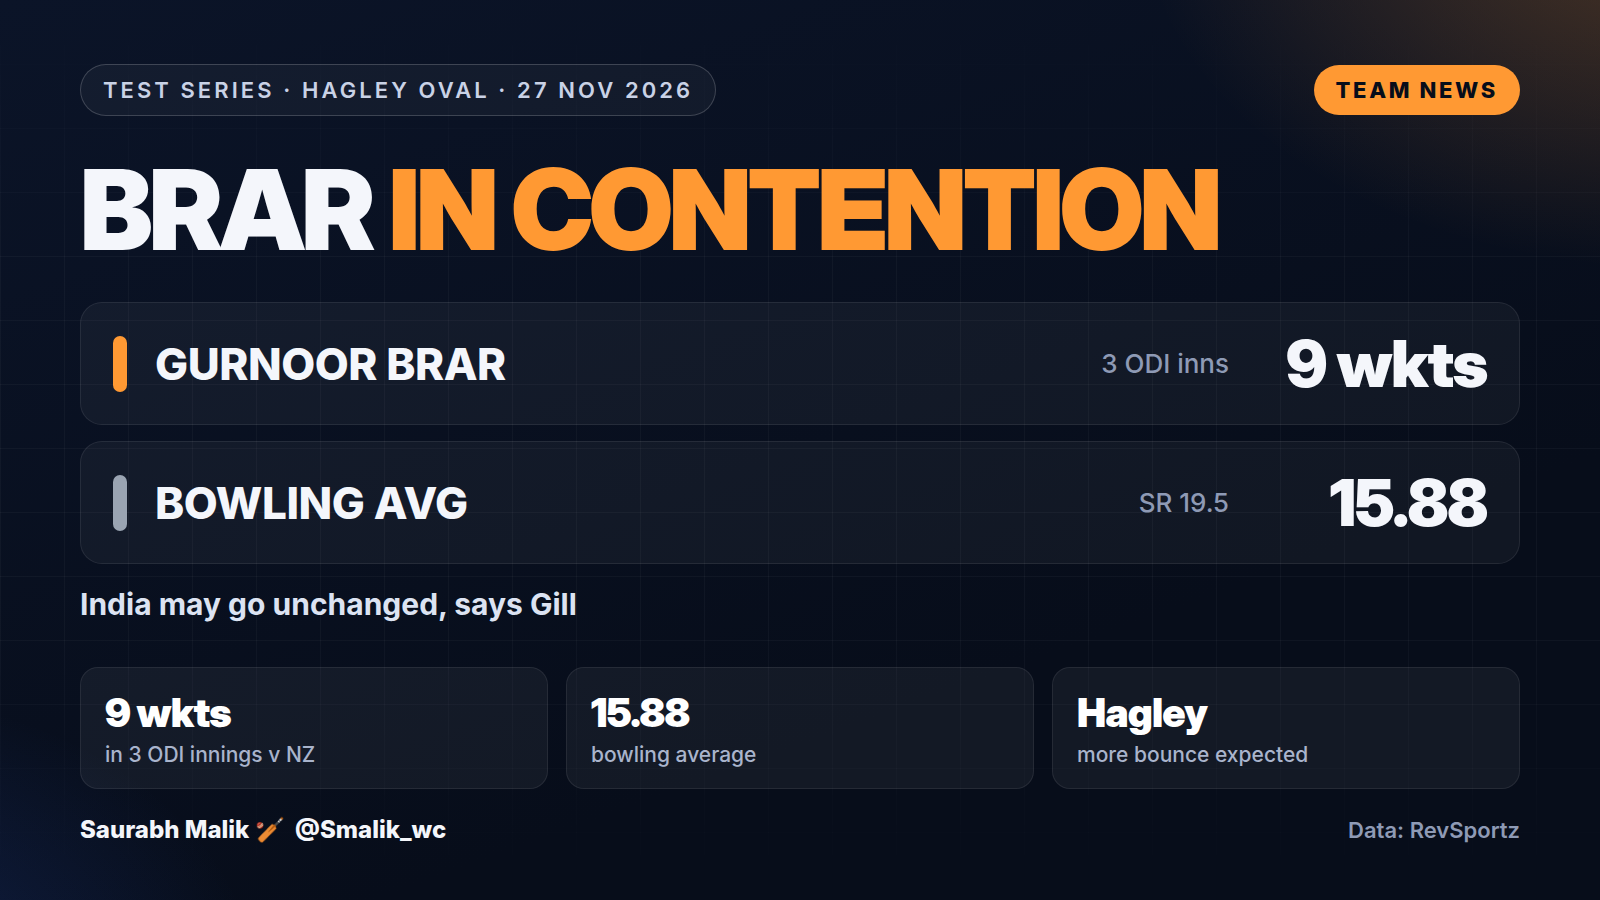 TEST SERIES · HAGLEY OVAL · 27 NOV 2026
TEAM NEWS
BRAR IN CONTENTION
GURNOOR BRAR 3 ODI inns 9 wkts
BOWLING AVG SR 19.5 15.88
India may go unchanged, says Gill
9 wkts
in 3 ODI innings v NZ
15.88
bowling average
Hagley
more bounce expected
Saurabh Malik 🏏 @Smalik_wc
Data: RevSportz